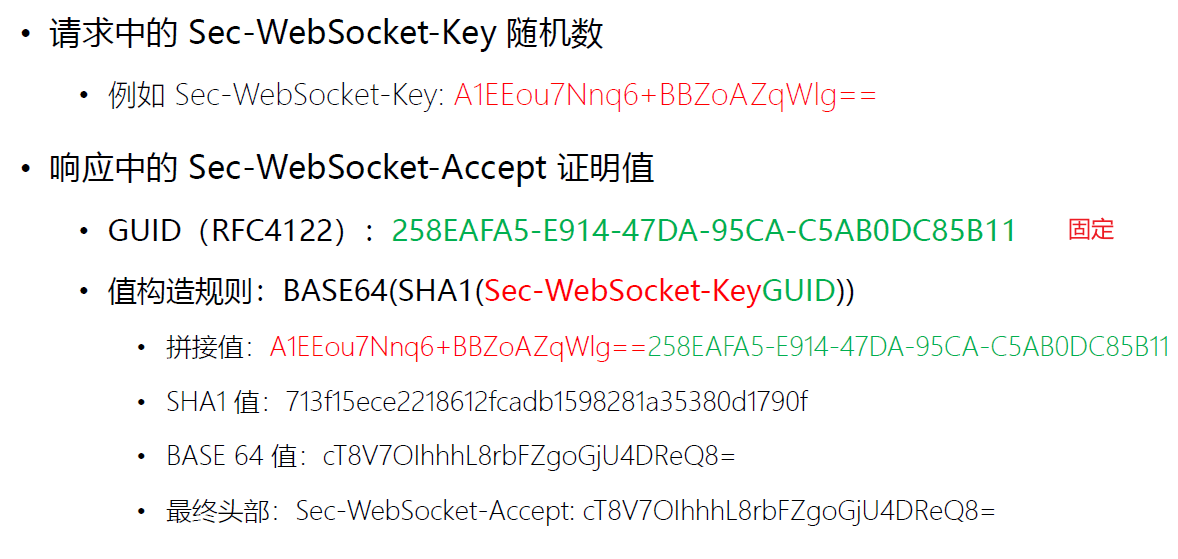 • 请求中的 Sec-WebSocket-Key 随机数
• 例如 Sec-WebSocket-Key: A1EEou7Nnq6+BBZoAZqWlg==
• 响应中的 Sec-WebSocket-Accept 证明值
• GUID（RFC4122）：258EAFA5-E914-47DA-95CA-C5AB0DC85B11 固定
• 值构造规则：BASE64(SHA1(Sec-WebSocket-KeyGUID))
• 拼接值：A1EEou7Nnq6+BBZoAZqWlg==258EAFA5-E914-47DA-95CA-C5AB0DC85B11
• SHA1 值：713f15ece2218612fcadb1598281a35380d1790f
• BASE 64 值：cT8V7OIhhhL8rbFZgoGjU4DReQ8=
• 最终头部：Sec-WebSocket-Accept: cT8V7OIhhhL8rbFZgoGjU4DReQ8=